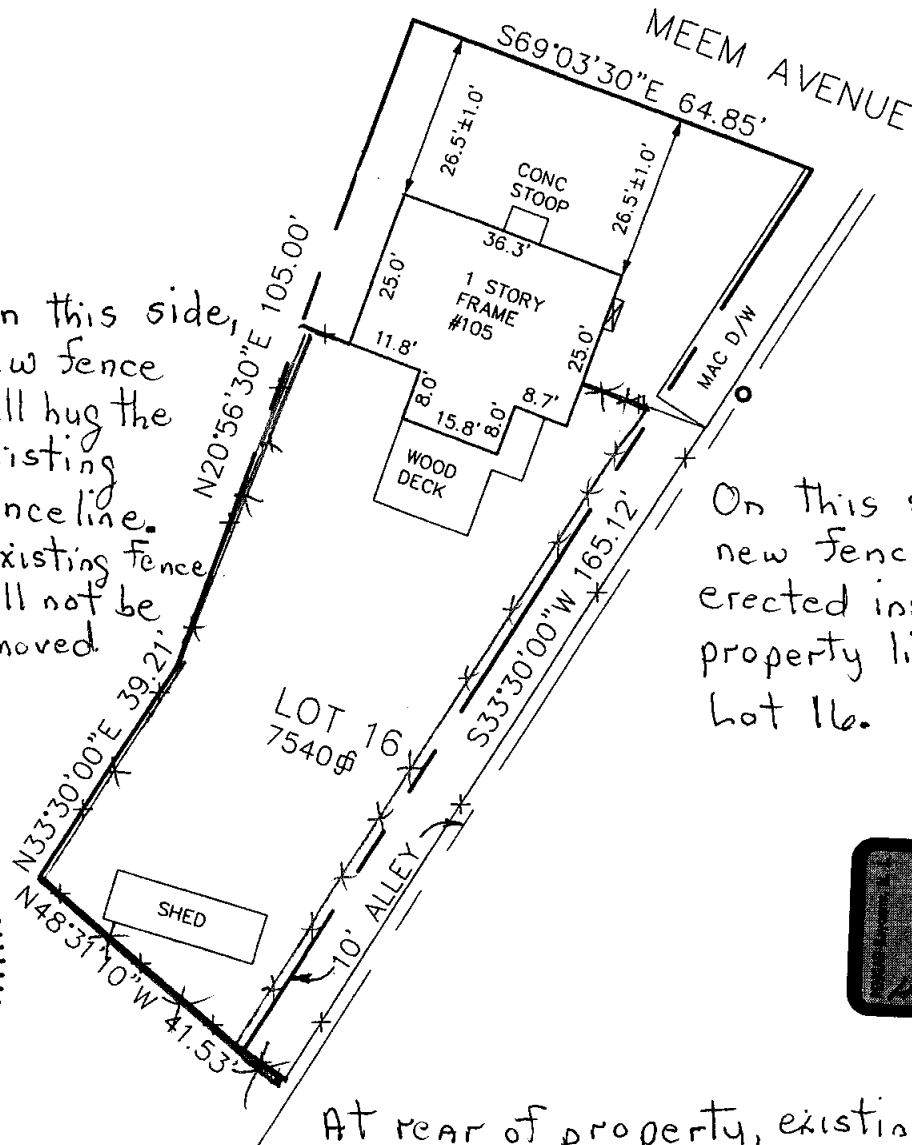 MEEM AVENUE
S69°03'30"E 64.85'
26.5'±1.0'
26.5'±1.0'
CONC
STOOP
36.3'
25.0'
1 STORY
FRAME
#105
25.0'
11.8'
8.0'
15.8'
8.0'
8.7'
WOOD
DECK
MAC D/W
N20°56'30"E 105.00'
n this side,
w fence
ll hug the
isting
nceline.
existing fence
ll not be
moved.
On this s
new fenc
erected ins
property li
Lot 16.
S33°30'00"W 165.12'
N33°30'00"E 39.21'
LOT 16
7540
SHED
10' ALLEY
N48°31'10"W 41.53'
At rear of property, existin